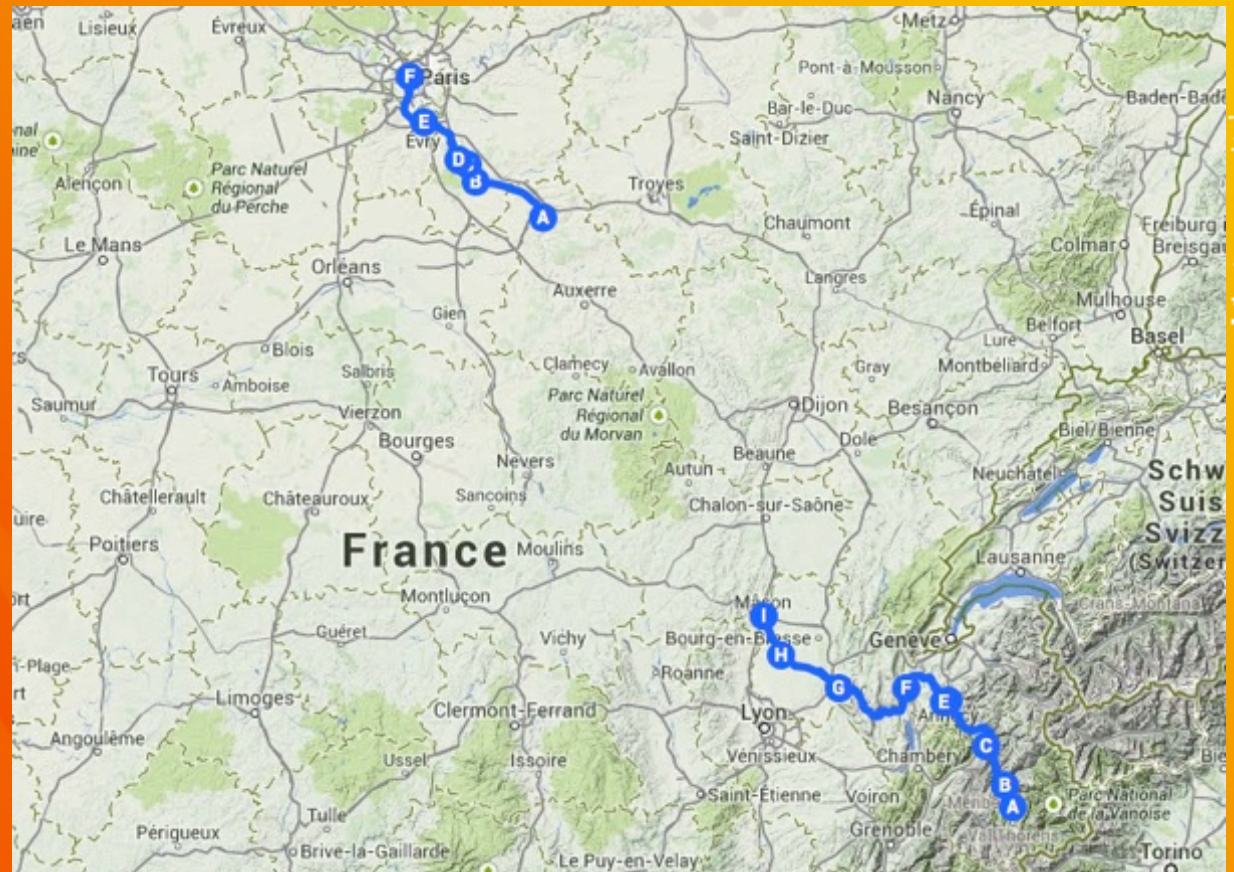 Lisieux
Évreux
Metz
Paris
Pont-à-Mousson
Nancy
Bar-le-Duc
Baden-Bade
Saint-Dizier
F
E
Évry
D
B
A
Alençon
Parc Naturel
Régional
du Perche
Troyes
Chaumont
Épinal
Colmar
Freiburg i
Breisgau
Le Mans
Orléans
Langres
Auxerre
Mulhouse
Gien
Belfort
Basel
Lure
Blois
Clamecy
Avallon
Gray
Montbéliard
Tours
Amboise
Salbris
Saumur
Vierzon
Parc Naturel
Régional
du Morvan
Dijon
Besançon
Biel/Bienne
Bourges
Dole
Nevers
Beaune
Autun
Neuchâtel
Schw
Suis
Svizz
(Switzer
Châtellerault
Châteauroux
Sancoins
Chalon-sur-Saône
Poitiers
France
Moulins
Lausanne
Montluçon
Mâcon
Crans-Montana
I
Guéret
Vichy
Bourg-en-Bresse
Genève
H
n-Plage
Roanne
G
F
E
Limoges
Clermont-Ferrand
Lyon
Annecy
Angoulême
C
Ussel
Issoire
Vénissieux
Chambéry
B
A
Saint-Étienne
Voiron
Parc National
de la Vanoise
Tulle
Val Thorens
Périgueux
Grenoble
Brive-la-Gaillarde
Le Puy-en-Velay
Torino